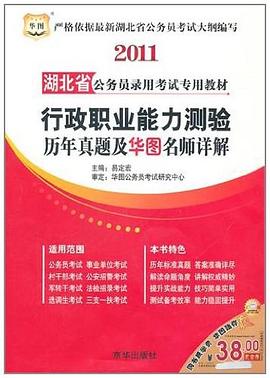 华图
严格依据最新湖北省公务员考试大纲编写
2011
湖北省公务员录用考试专用教材
行政职业能力测验
历年真题及华图名师详解
主编：易定宏
审定：华图公务员考试研究中心
适用范围
公务员考试 事业单位考试
村干部考试 公安招警考试
军转干考试 法检招录考试
选调生考试 三支一扶考试
本书特色
历年标准真题 答案准确详尽
解读命题角度 讲解权威精妙
提升实战能力 技巧简单实用
测试备考效率 能力稳固提升
38.00
京华出版社